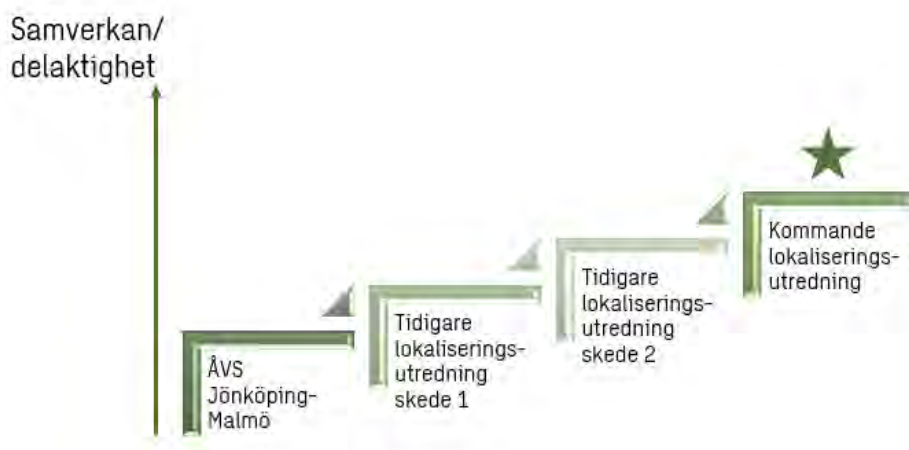 Samverkan/
delaktighet
ÅVS
Jönköping-
Malmö
Tidigare
lokaliserings-
utredning
skede 1
Tidigare
lokaliserings-
utredning
skede 2
Kommande
lokaliserings-
utredning